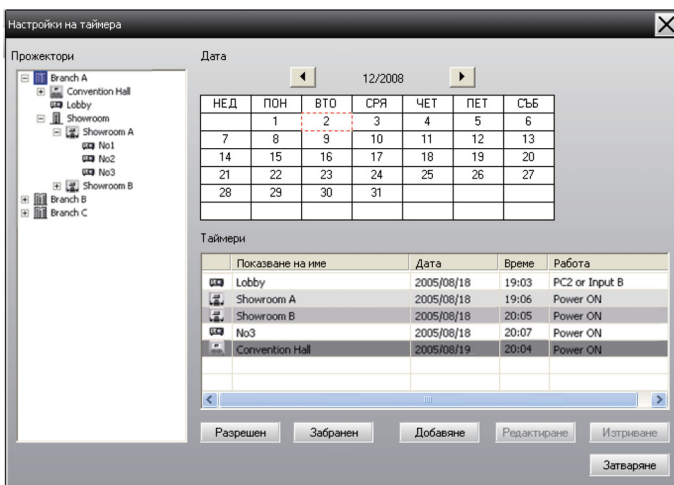 Настройки на таймера
Прожектори
Branch A
Convention Hall
Lobby
Showroom
Showroom A
No1
No2
No3
Showroom B
Branch B
Branch C
Дата
12/2008
НЕД ПОН ВТО СРЯ ЧЕТ ПЕТ СЪБ
1 2 3 4 5 6
7 8 9 10 11 12 13
14 15 16 17 18 19 20
21 22 23 24 25 26 27
28 29 30 31
Таймери
Показване на име Дата Време Работа
Lobby 2005/08/18 19:03 PC2 or Input B
Showroom A 2005/08/18 19:06 Power ON
Showroom B 2005/08/18 20:05 Power ON
No3 2005/08/18 20:07 Power ON
Convention Hall 2005/08/19 20:04 Power ON
Разрешен Забранен Добавяне Редактиране Изтриване
Затваряне